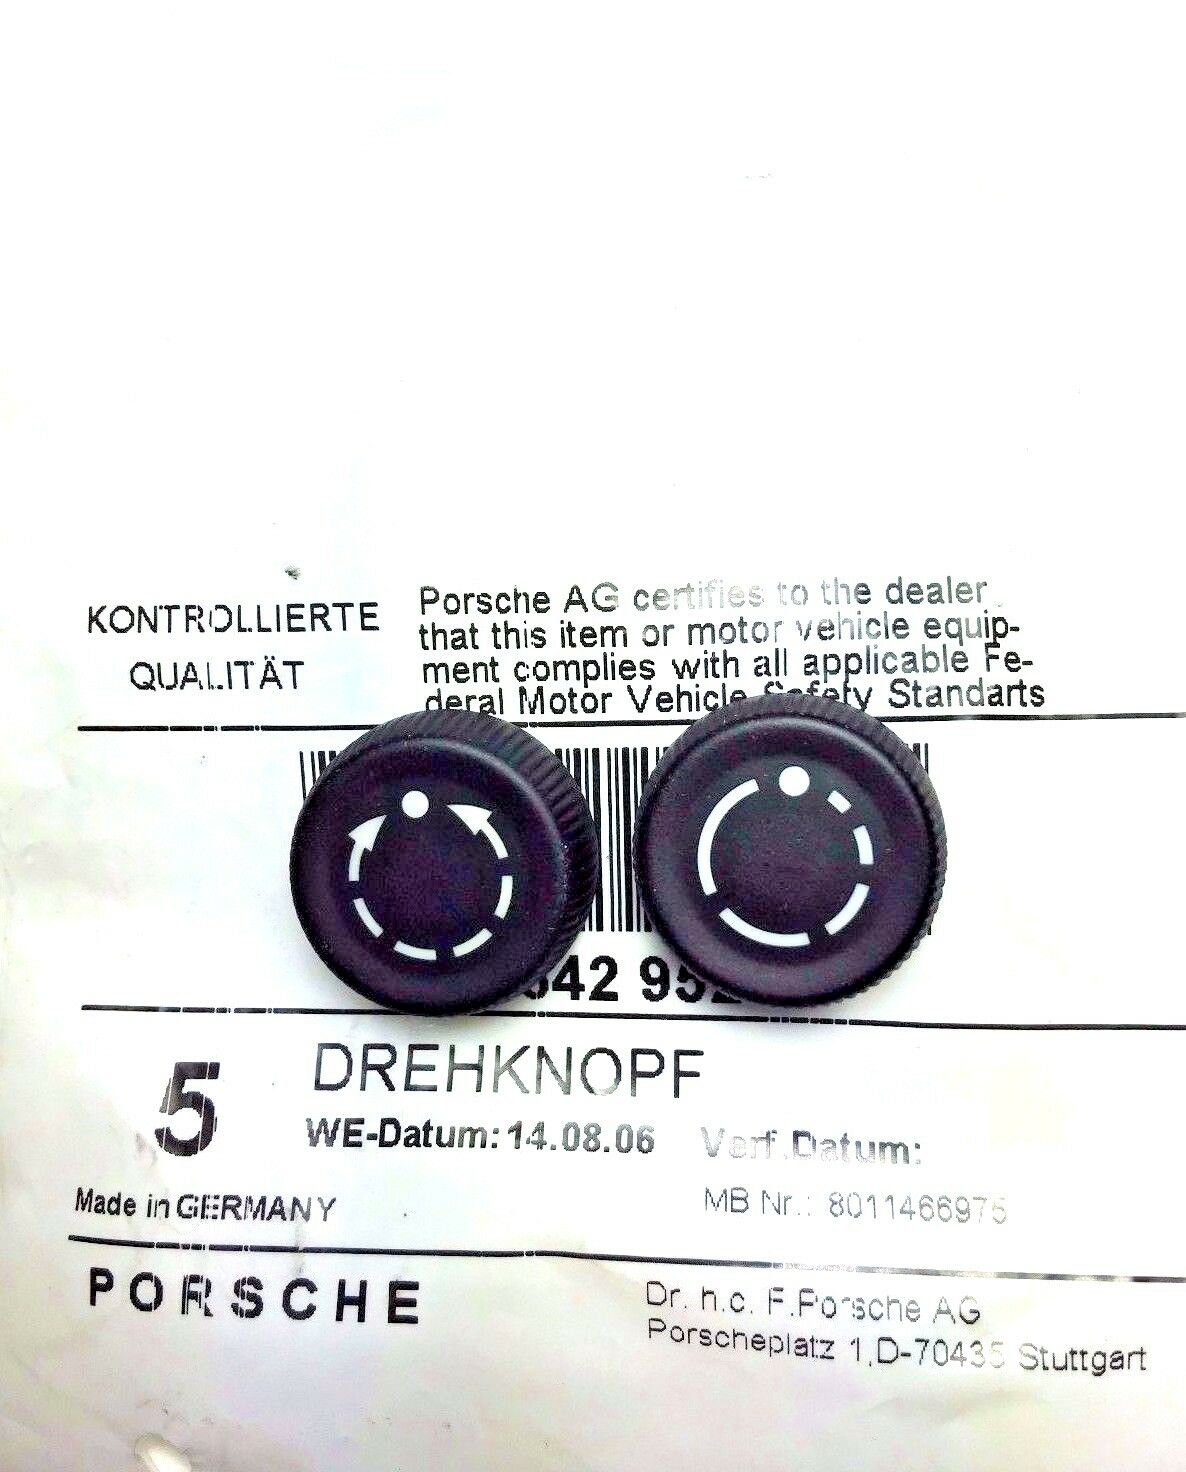 KONTROLLIERTE
QUALITÄT
Porsche AG certifies to the dealer
that this item or motor vehicle equip-
ment complies with all applicable Fe-
deral Motor Vehicle Safety Standarts
5
DREHKNOPF
WE-Datum: 14.08.06
Verf.Datum:
Made in GERMANY
MB Nr.: 8011466975
PORSCHE
Dr. h.c. F.Porsche AG
Porscheplatz 1,D-70435 Stuttgart